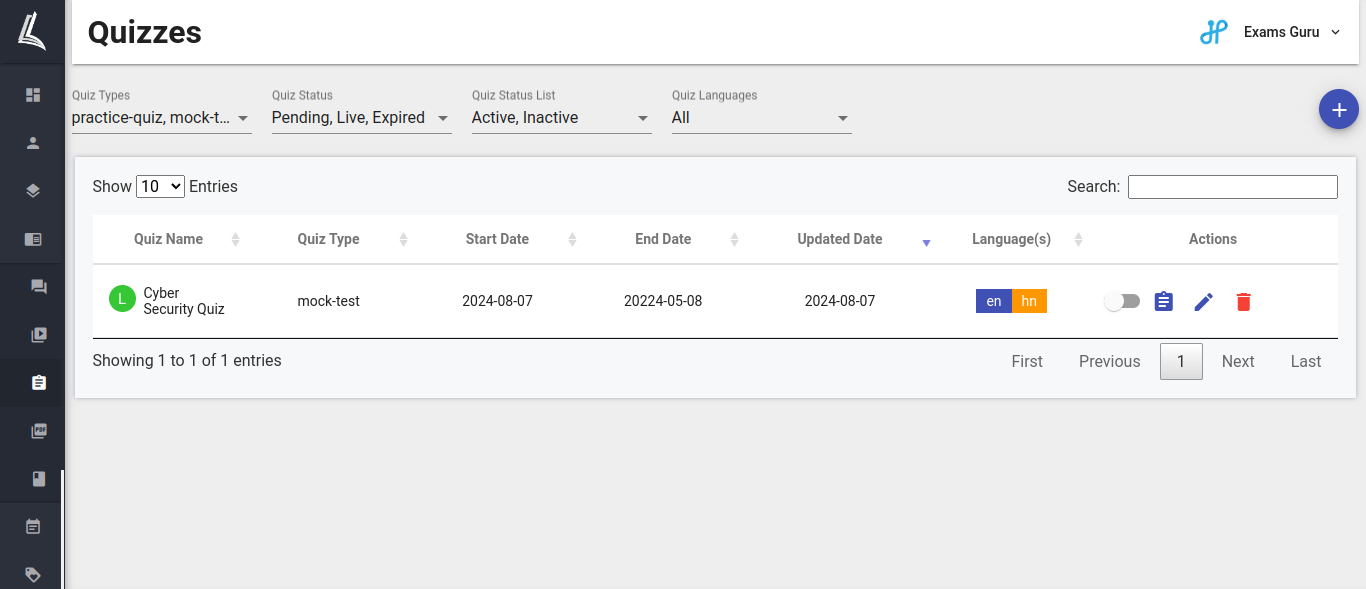 Quizzes
Exams Guru
Quiz Types
Quiz Status
Quiz Status List
Quiz Languages
practice-quiz, mock-t...
Pending, Live, Expired
Active, Inactive
All
Show 10 Entries
Search:
Quiz Name
Quiz Type
Start Date
End Date
Updated Date
Language(s)
Actions
L
Cyber
Security Quiz
mock-test
2024-08-07
20224-05-08
2024-08-07
en
hn
Showing 1 to 1 of 1 entries
First
Previous
1
Next
Last
PDF